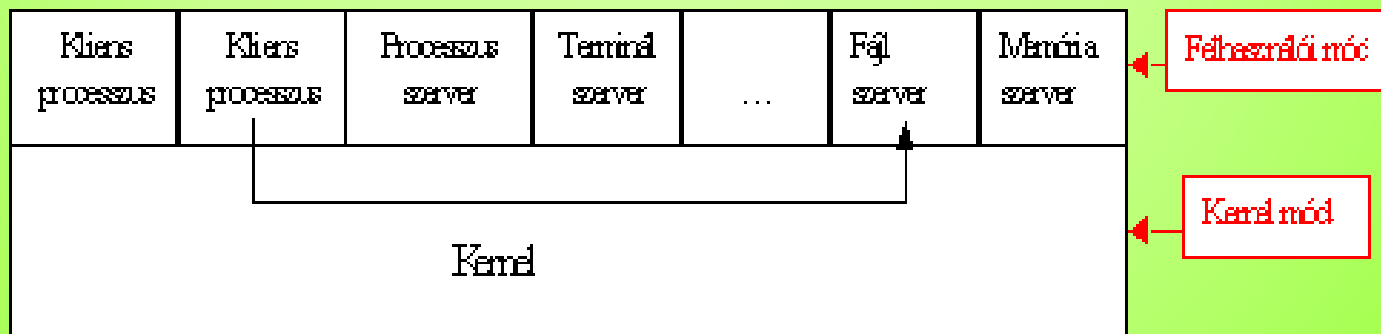 Kliens
processzus
Kliens
processzus
Processzus
szerver
Terminál
szerver
...
Fájl
szerver
Memória
szerver
Felhasználói mód
Kernel mód
Kernel